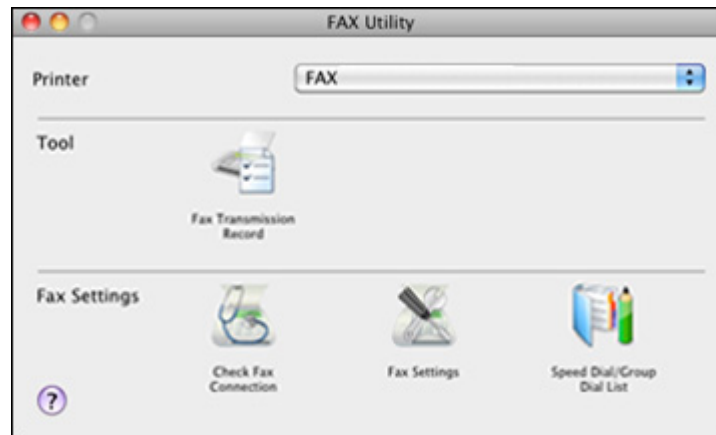 FAX Utility
Printer
FAX
Tool
Fax Transmission
Record
Fax Settings
Check Fax
Connection
Fax Settings
Speed Dial/Group
Dial List
?